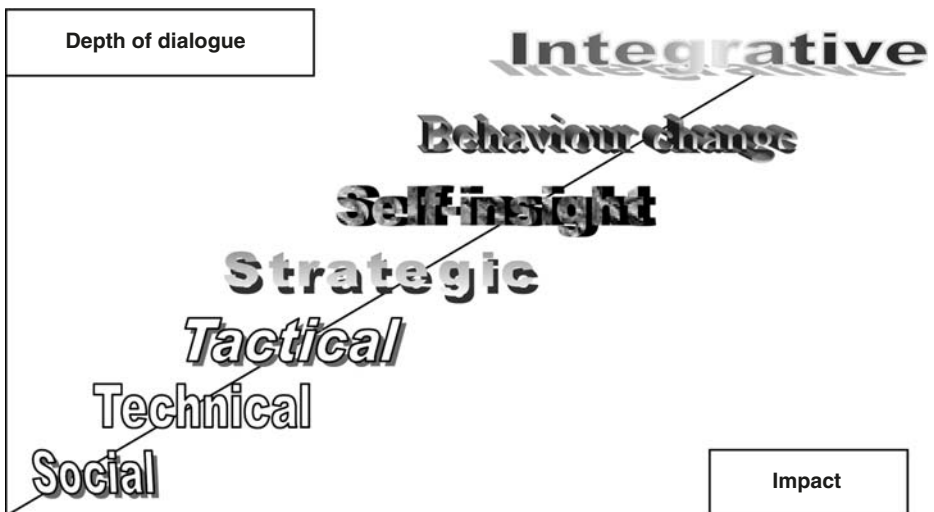 Depth of dialogue
Integrative
Behaviour change
Self-insight
Strategic
Tactical
Technical
Social
Impact